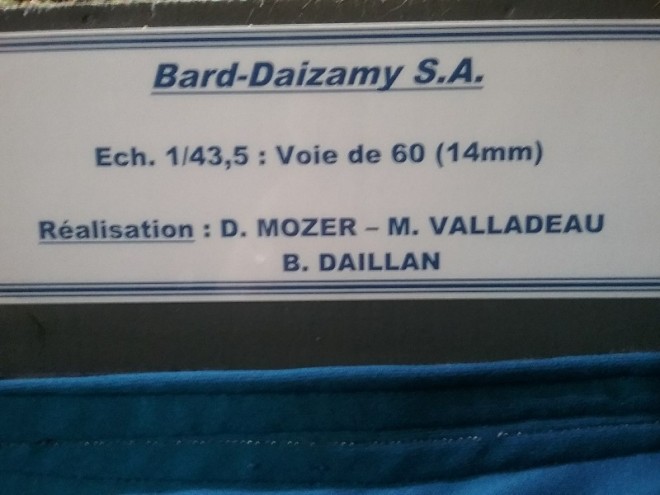 Bard-Daizamy S.A.
Ech. 1/43,5 : Voie de 60 (14mm)
Réalisation : D. MOZER – M. VALLADEAU
B. DAILLAN